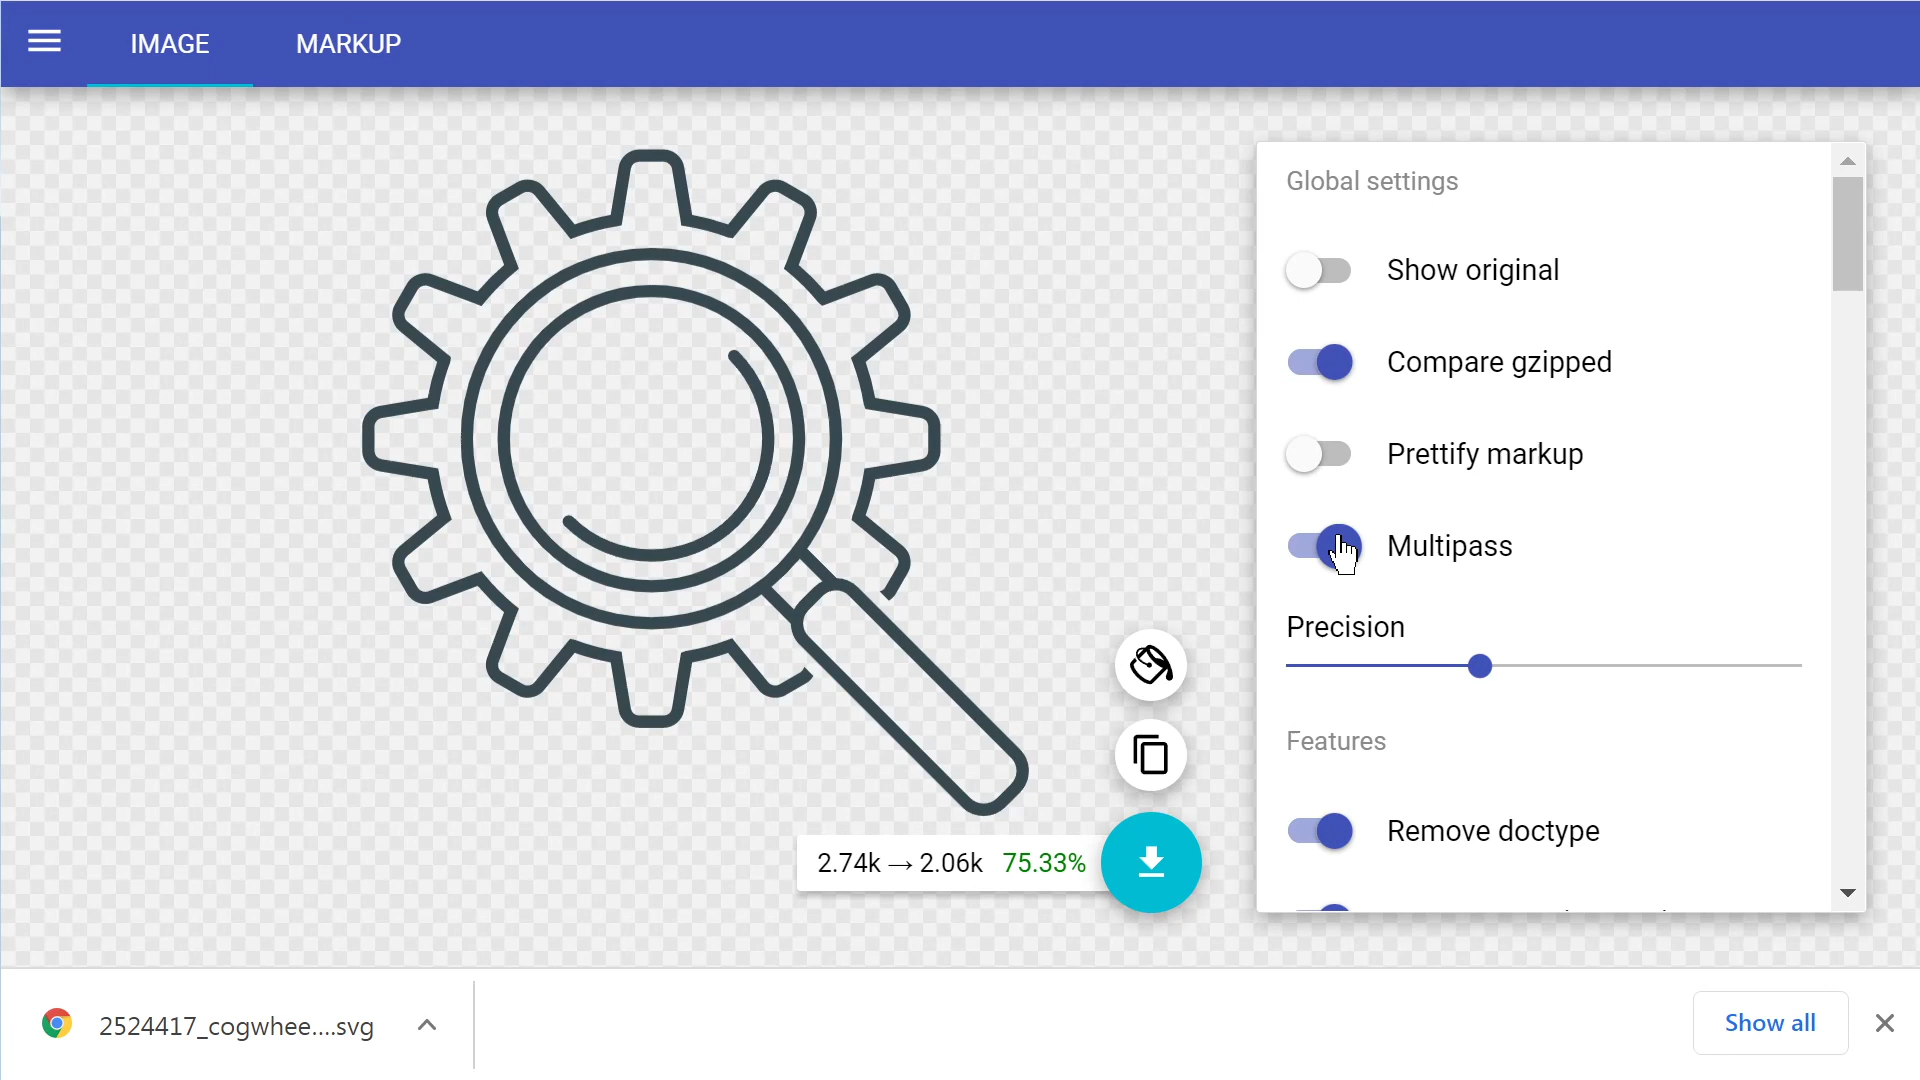 IMAGE MARKUP
Global settings
Show original
Compare gzipped
Prettify markup
Multipass
Precision
Features
Remove doctype
2.74k → 2.06k 75.33%
2524417_cogwhee....svg
Show all